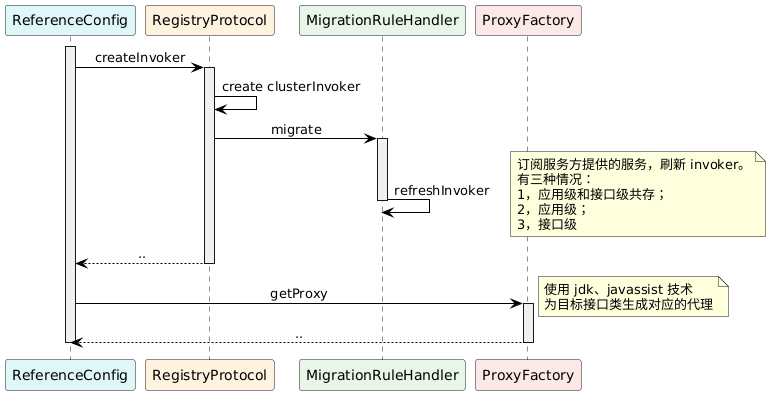 ReferenceConfig
RegistryProtocol
MigrationRuleHandler
ProxyFactory
createInvoker
create clusterInvoker
migrate
订阅服务方提供的服务，刷新 invoker。
有三种情况：
1，应用级和接口级共存；
2，应用级；
3，接口级
refreshInvoker
..
使用 jdk、javassist 技术
为目标接口类生成对应的代理
getProxy
..
ReferenceConfig
RegistryProtocol
MigrationRuleHandler
ProxyFactory